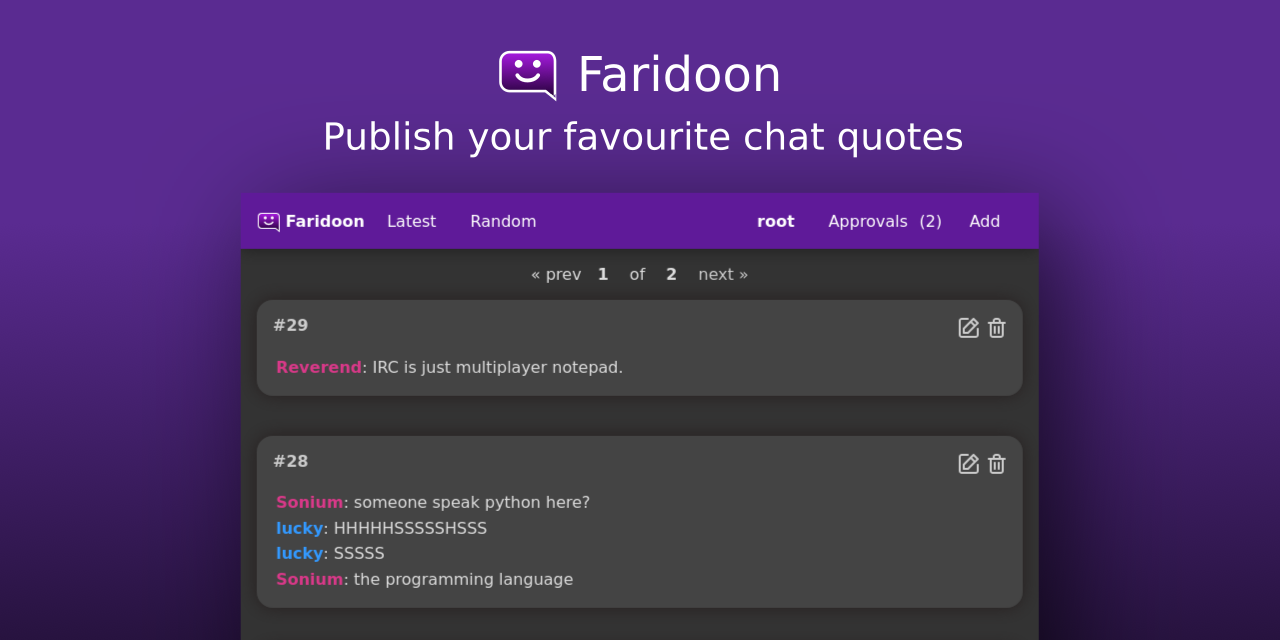 Faridoon
Publish your favourite chat quotes
Faridoon Latest Random root Approvals (2) Add
« prev 1 of 2 next »
#29
Reverend: IRC is just multiplayer notepad.
#28
Sonium: someone speak python here?
lucky: HHHHHSSSSSHSSS
lucky: SSSSS
Sonium: the programming language